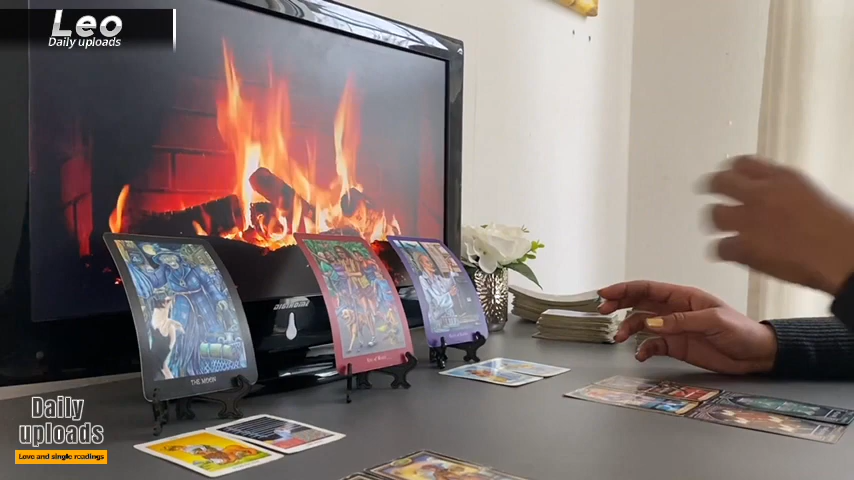 Leo
Daily uploads
THE MOON
Daily
uploads
Love and single readings